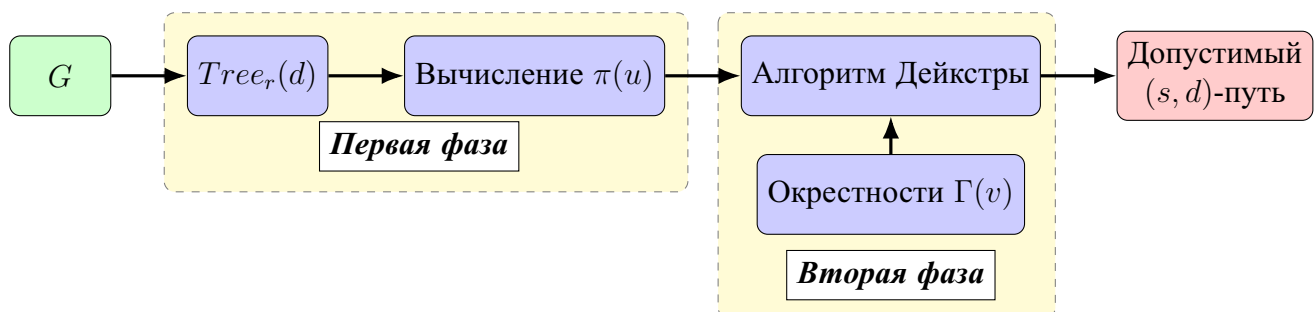 G
Tree_r(d)
Вычисление π(u)
Первая фаза
Алгоритм Дейкстры
Окрестности Γ(v)
Вторая фаза
Допустимый
(s, d)-путь